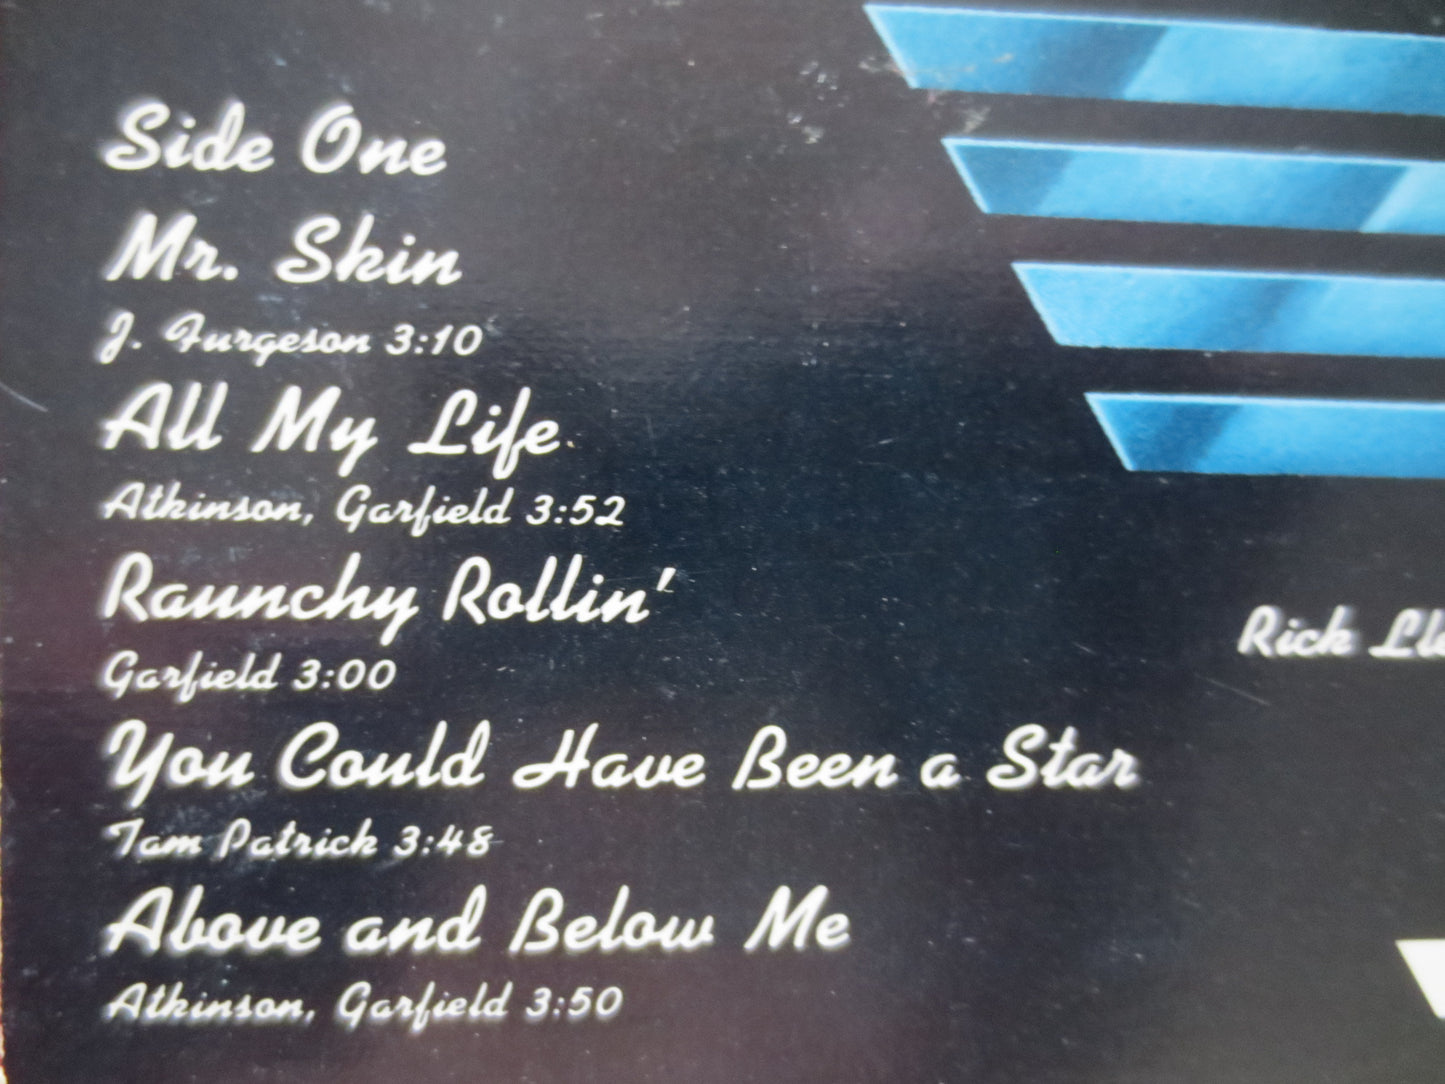 Side One
Mr. Skin
J. Furgeson 3:10
All My Life
Atkinson, Garfield 3:52
Raunchy Rollin'
Garfield 3:00
Rick
You Could Have Been a Star
Tam Patrick 3:48
Above and Below Me
Atkinson, Garfield 3:50